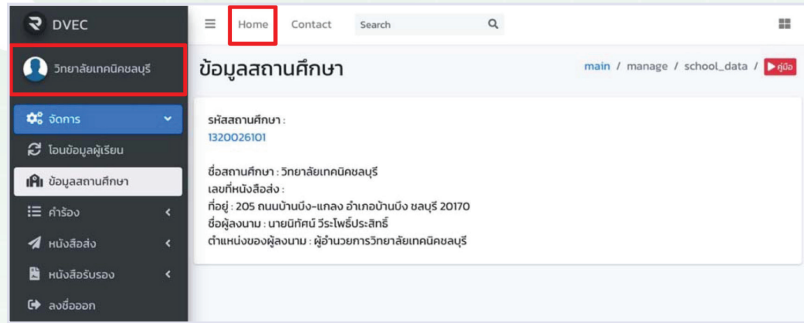 DVEC
Home Contact Search
วิทยาลัยเทคนิคชลบุรี
ข้อมูลสถานศึกษา
main / manage / school_data / คู่มือ
จัดการ
โอนข้อมูลผู้เรียน
ข้อมูลสถานศึกษา
คำร้อง
หนังสือส่ง
หนังสือรับรอง
ลงชื่อออก
รหัสสถานศึกษา :
1320026101
ชื่อสถานศึกษา : วิทยาลัยเทคนิคชลบุรี
เลขที่หนังสือส่ง :
ที่อยู่ : 205 ถนนบ้านบึง-แกลง อำเภอบ้านบึง ชลบุรี 20170
ชื่อผู้ลงนาม : นายนิทัศน์ วีระโพธิ์ประสิทธิ์
ตำแหน่งของผู้ลงนาม : ผู้อำนวยการวิทยาลัยเทคนิคชลบุรี